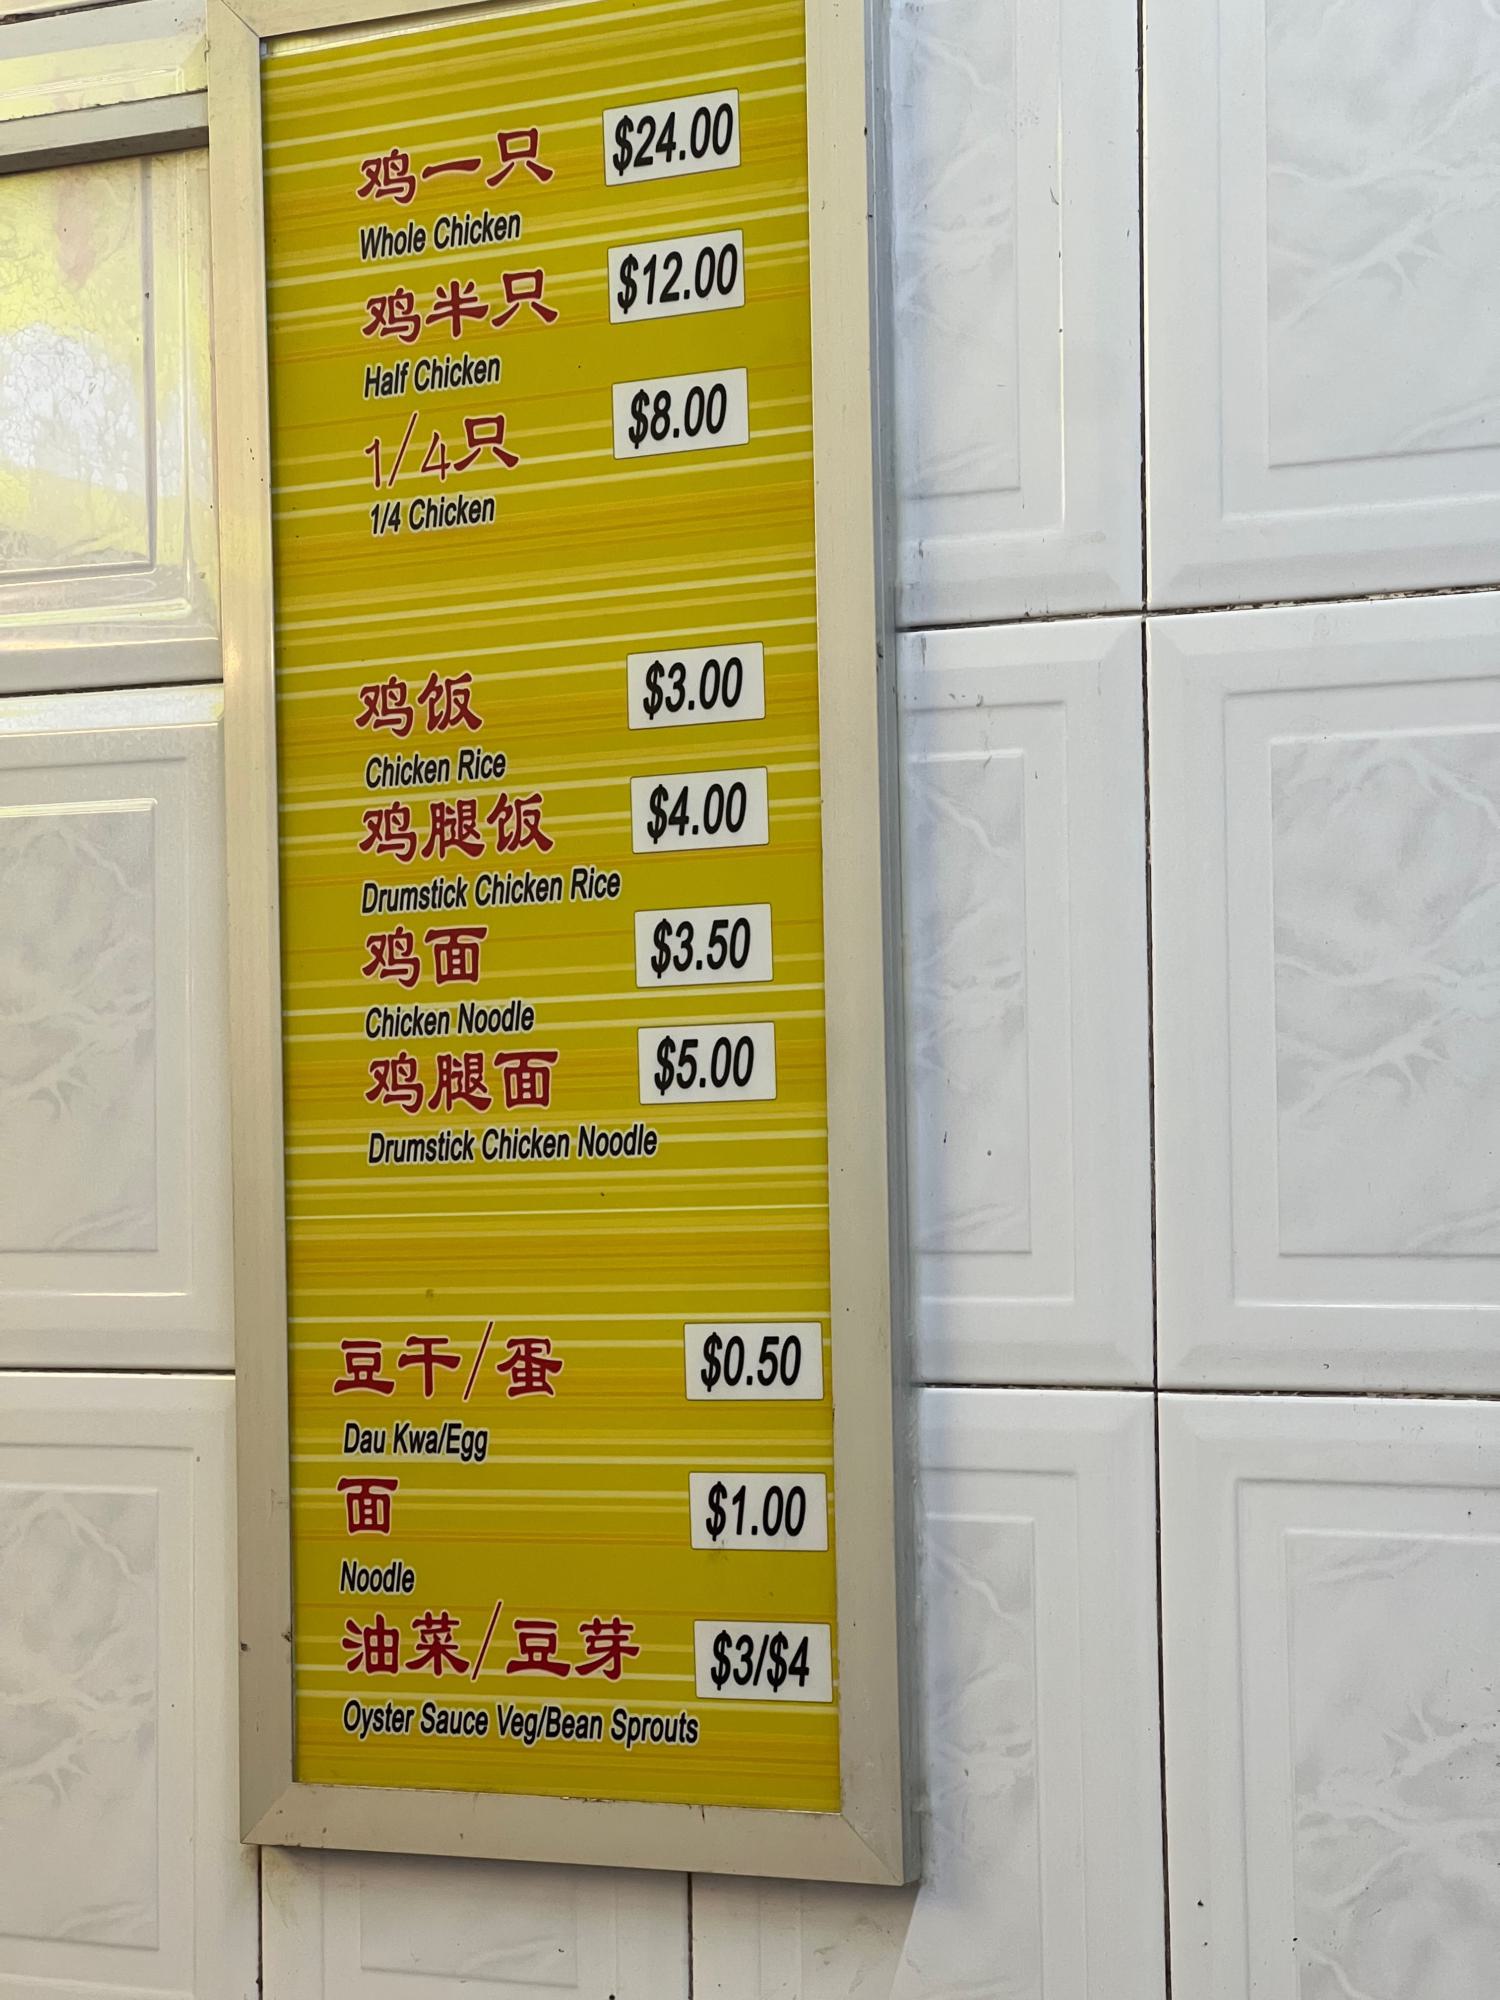 鸡一只 $24.00
Whole Chicken
鸡半只 $12.00
Half Chicken
1/4只 $8.00
1/4 Chicken
鸡饭 $3.00
Chicken Rice
鸡腿饭 $4.00
Drumstick Chicken Rice
鸡面 $3.50
Chicken Noodle
鸡腿面 $5.00
Drumstick Chicken Noodle
豆干/蛋 $0.50
Dau Kwa/Egg
面 $1.00
Noodle
油菜/豆芽 $3/$4
Oyster Sauce Veg/Bean Sprouts